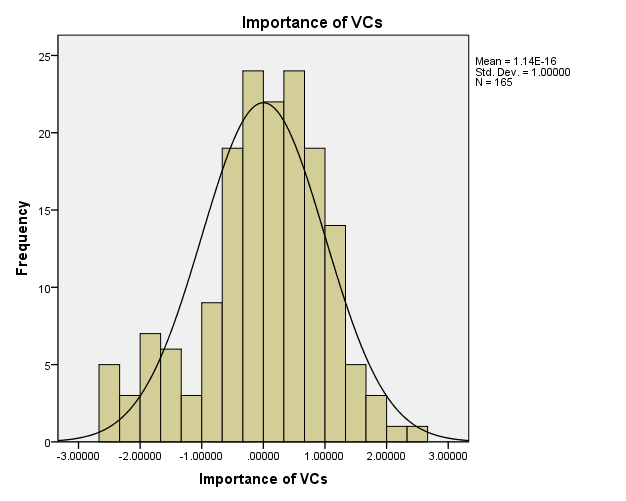 Importance of VCs
Mean = 1.14E-16
Std. Dev. = 1.00000
N = 165
Frequency
25
20
15
10
5
0
-3.00000 -2.00000 -1.00000 .00000 1.00000 2.00000 3.00000
Importance of VCs